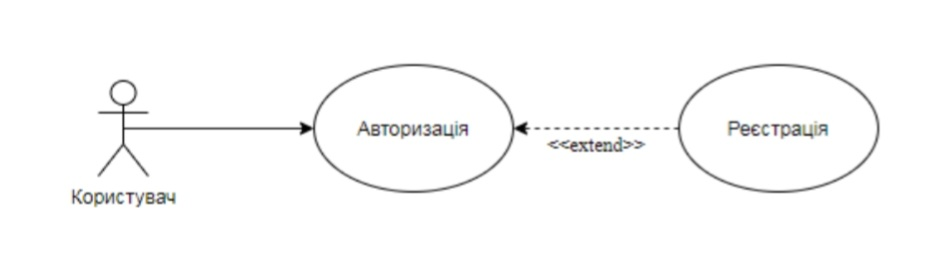 Авторизація
Реєстрація
<<extend>>
Користувач